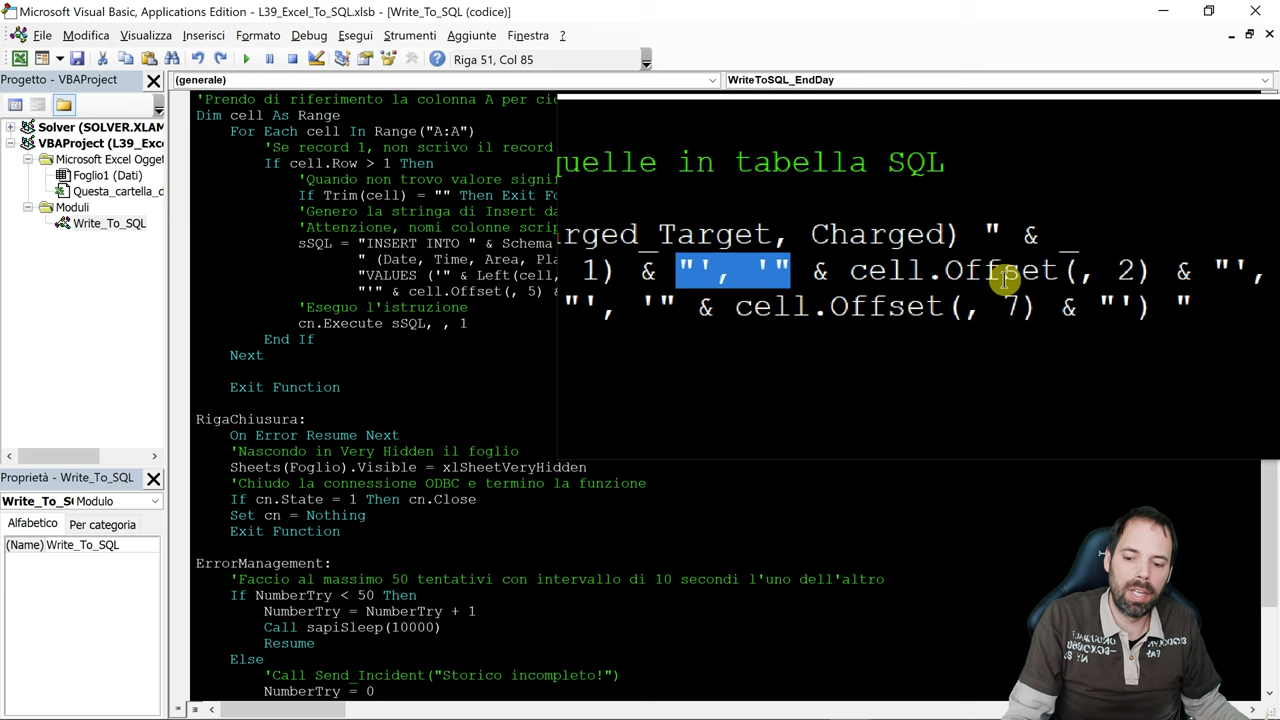 Microsoft Visual Basic, Applications Edition - L39_Excel_To_SQL.xlsb - [Write_To_SQL (codice)]
File Modifica Visualizza Inserisci Formato Debug Esegui Strumenti Aggiunte Finestra ?
Riga 51, Col 85
Progetto - VBAProject
(generale)
WriteToSQL_EndDay
Solver (SOLVER.XLAM
VBAProject (L39_Exce
Microsoft Excel Ogget
Foglio1 (Dati)
Questa_cartella_d
Moduli
Write_To_SQL
Proprietà - Write_To_SQL
Write_To_S Modulo
Alfabetico Per categoria
(Name) Write_To_SQL
'Prendo di riferimento la colonna A per cic
Dim cell As Range
For Each cell In Range("A:A")
'Se record 1, non scrivo il record
If cell.Row > 1 Then
'Quando non trovo valore signif
If Trim(cell) = "" Then Exit Fo
'Genero la stringa di Insert da
'Attenzione, nomi colonne scrip
sSQL = "INSERT INTO " & Schema
" (Date, Time, Area, Pla
"VALUES ('" & Left(cell,
"'" & cell.Offset(, 5) &
'Eseguo l'istruzione
cn.Execute sSQL, , 1
End If
Next
Exit Function
RigaChiusura:
On Error Resume Next
'Nascondo in Very Hidden il foglio
Sheets(Foglio).Visible = xlSheetVeryHidden
'Chiudo la connessione ODBC e termino la funzione
If cn.State = 1 Then cn.Close
Set cn = Nothing
Exit Function
ErrorManagement:
'Faccio al massimo 50 tentativi con intervallo di 10 secondi l'uno dell'altro
If NumberTry < 50 Then
NumberTry = NumberTry + 1
Call sapiSleep(10000)
Resume
Else
'Call Send_Incident("Storico incompleto!")
NumberTry = 0
quelle in tabella SQL
rged_Target, Charged) " & _
1) & "', '" & cell.Offset(, 2) & "',
"', '" & cell.Offset(, 7) & "') "